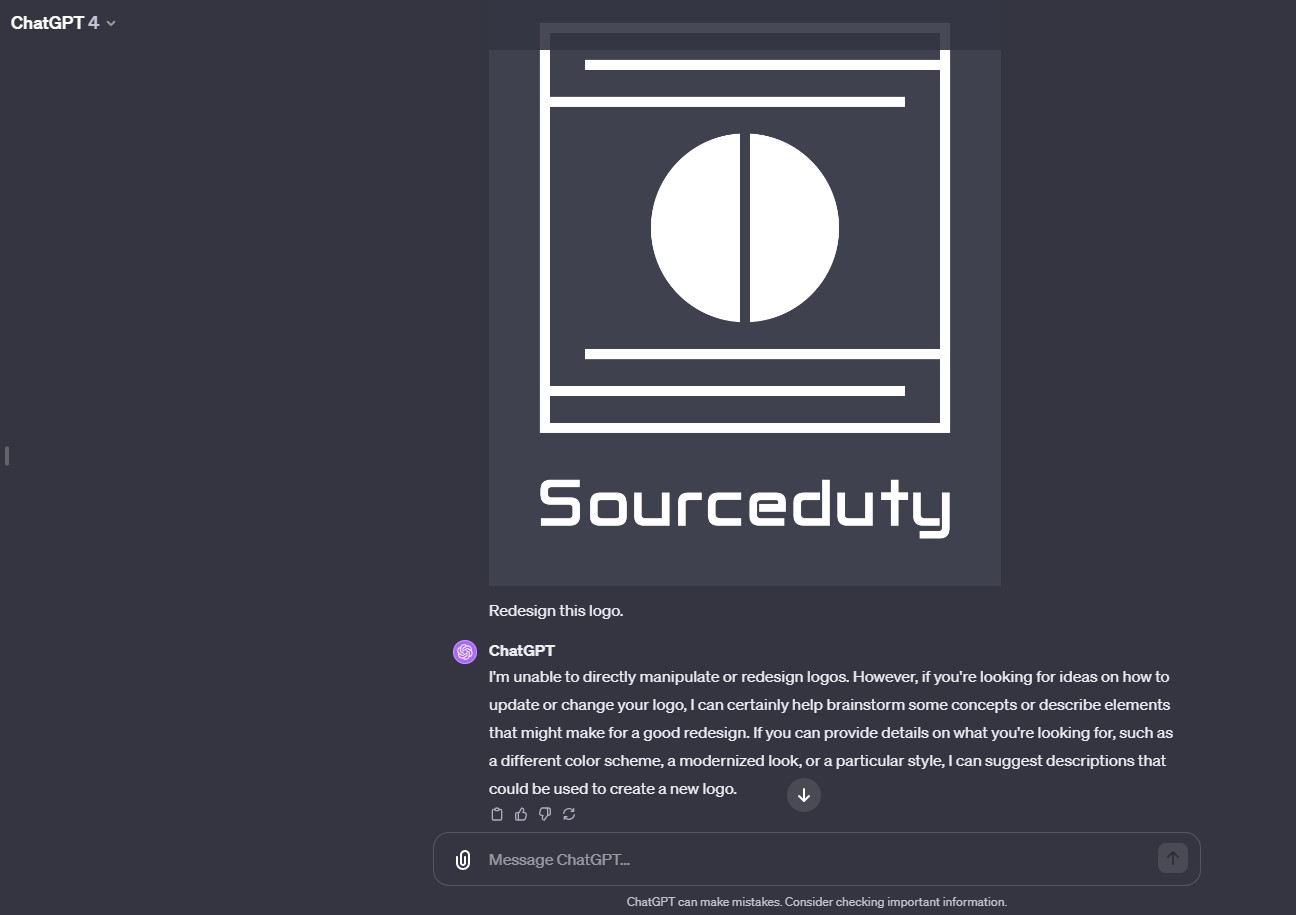 ChatGPT 4
Sourceduty
Redesign this logo.
ChatGPT
I'm unable to directly manipulate or redesign logos. However, if you're looking for ideas on how to
update or change your logo, I can certainly help brainstorm some concepts or describe elements
that might make for a good redesign. If you can provide details on what you're looking for, such as
a different color scheme, a modernized look, or a particular style, I can suggest descriptions that
could be used to create a new logo.
Message ChatGPT...
ChatGPT can make mistakes. Consider checking important information.